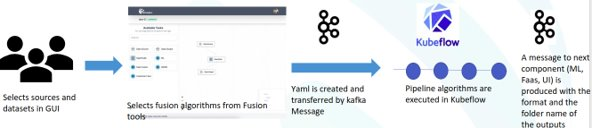 Available Tasks
Kubeflow
Selects sources and
datasets in GUI
Selects fusion algorithms from Fusion
tools
Yaml is created and
transferred by kafka
Message
Pipeline algorithms are
executed in Kubeflow
A message to next
component (ML,
Faas, UI) is
produced with the
format and the
folder name of
the outputs